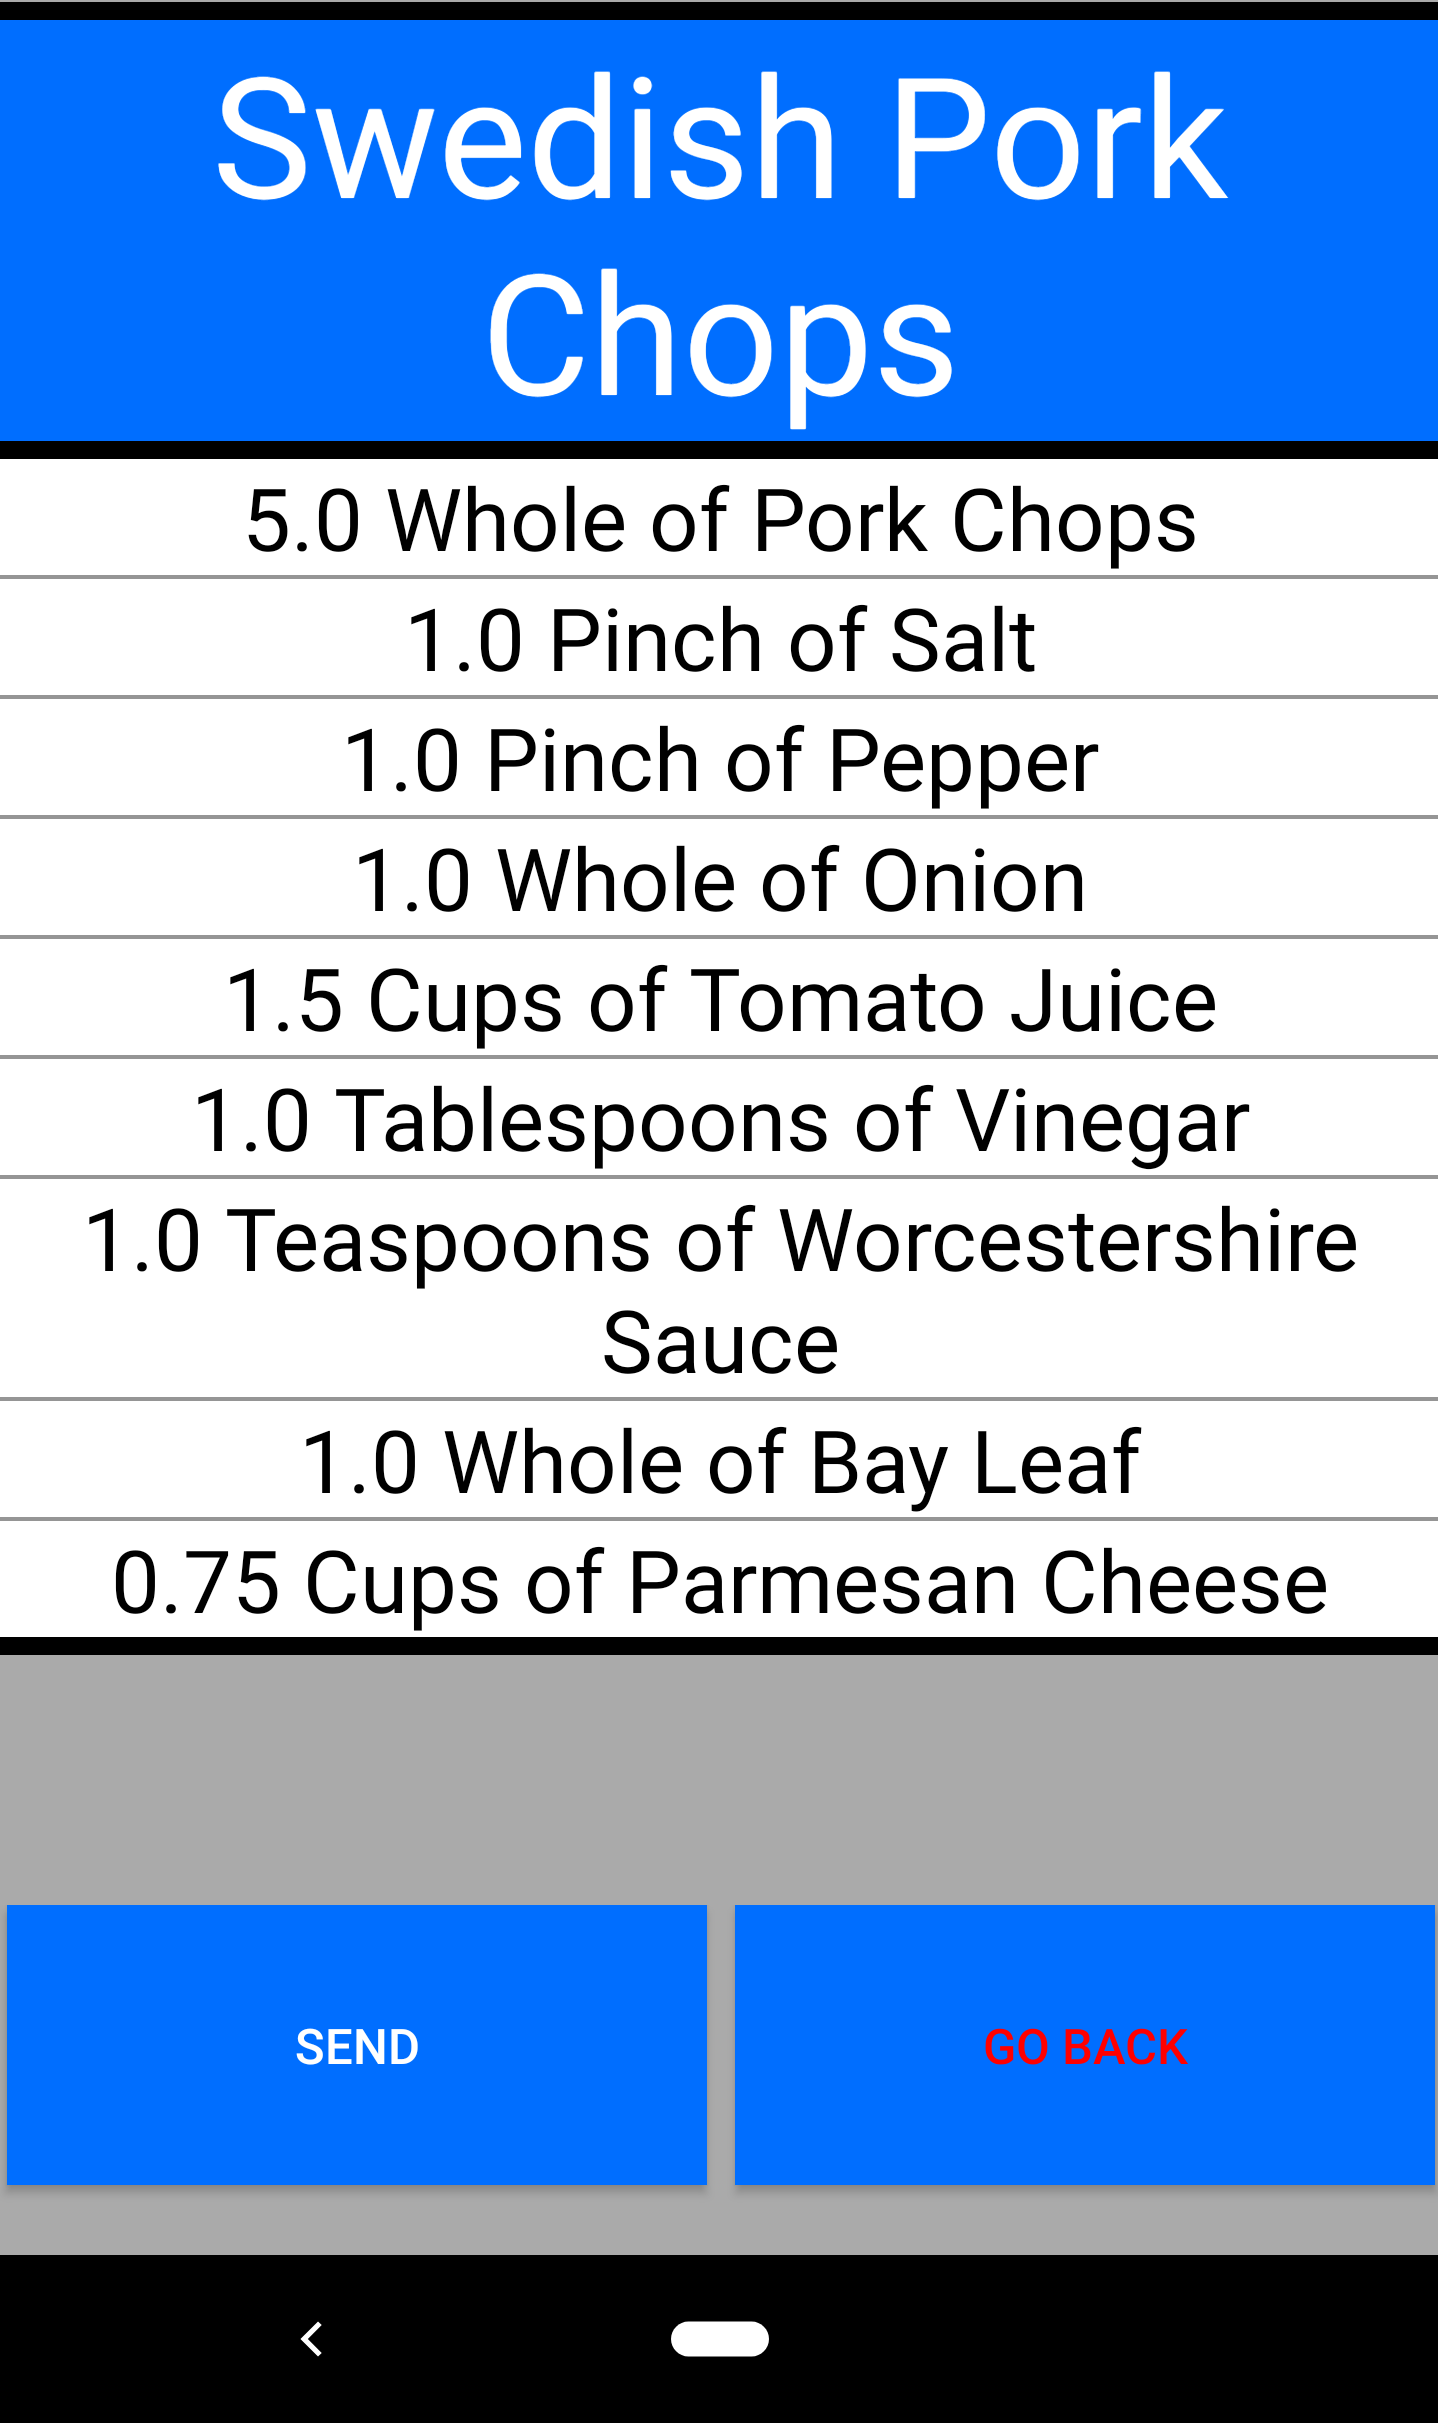 Swedish Pork
Chops
5.0 Whole of Pork Chops
1.0 Pinch of Salt
1.0 Pinch of Pepper
1.0 Whole of Onion
1.5 Cups of Tomato Juice
1.0 Tablespoons of Vinegar
1.0 Teaspoons of Worcestershire
Sauce
1.0 Whole of Bay Leaf
0.75 Cups of Parmesan Cheese
SEND
GO BACK